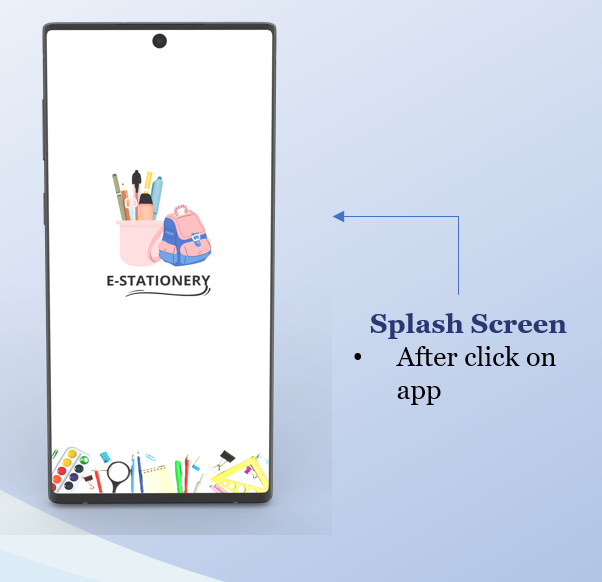 E-STATIONERY
Splash Screen
• After click on
app